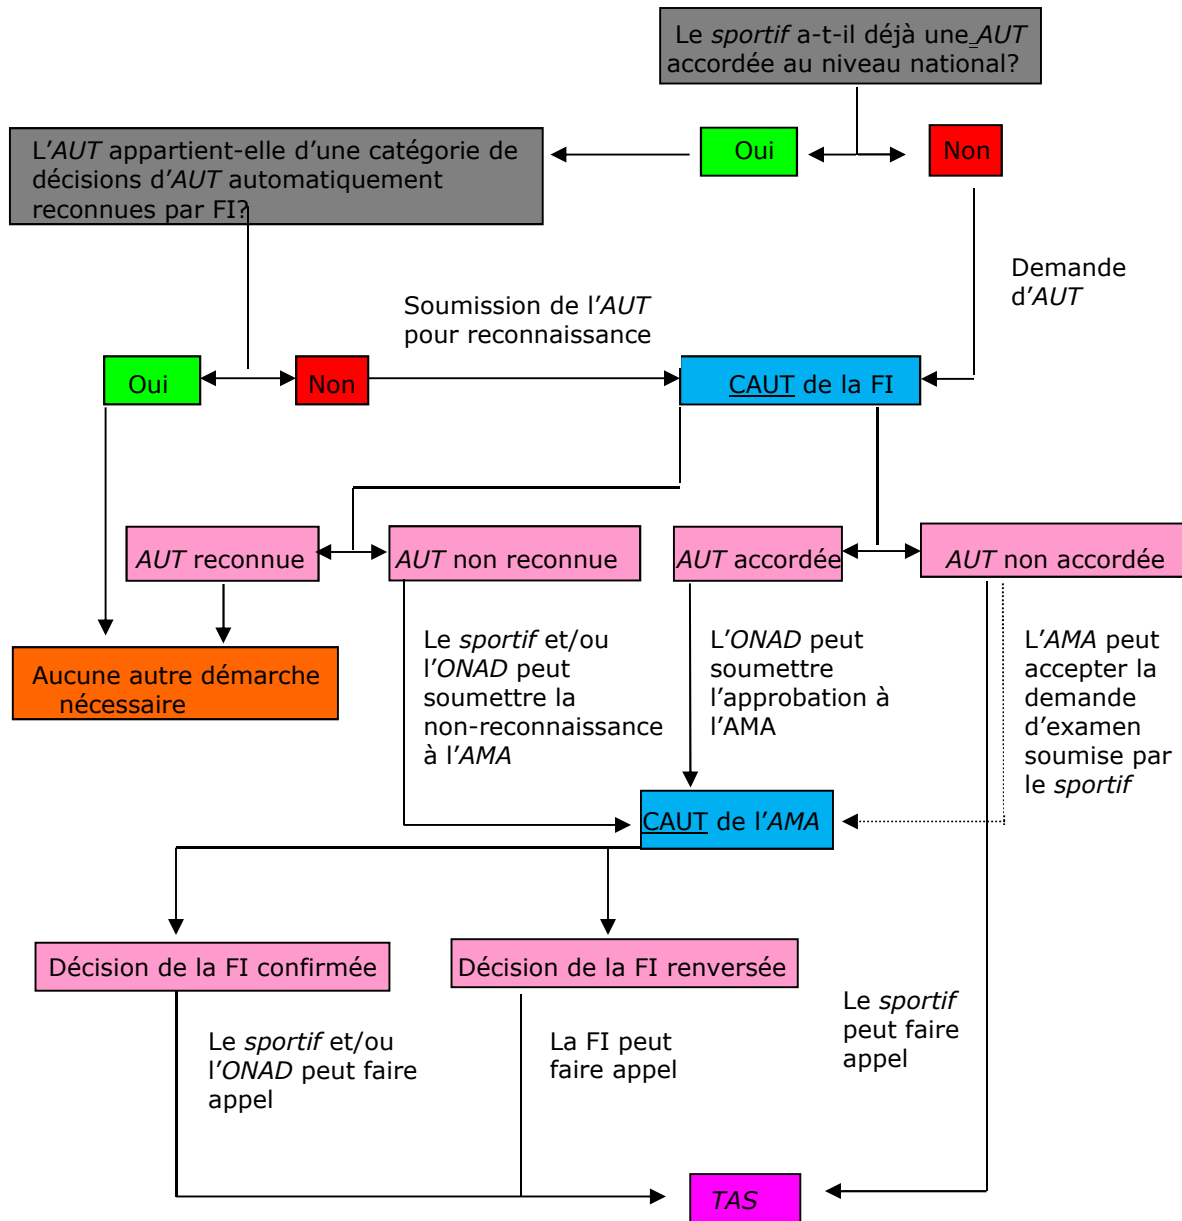 Le sportif a-t-il déjà une AUT
accordée au niveau national?
Oui
Non
L'AUT appartient-elle d'une catégorie de
décisions d'AUT automatiquement
reconnues par FI?
Demande
d'AUT
Soumission de l'AUT
pour reconnaissance
Oui
Non
CAUT de la FI
AUT reconnue
AUT non reconnue
AUT accordée
AUT non accordée
Aucune autre démarche
nécessaire
Le sportif et/ou
l'ONAD peut
soumettre la
non-reconnaissance
à l'AMA
L'ONAD peut
soumettre
l'approbation à
l'AMA
L'AMA peut
accepter la
demande
d'examen
soumise par
le sportif
CAUT de l'AMA
Décision de la FI confirmée
Décision de la FI renversée
Le sportif et/ou
l'ONAD peut faire
appel
La FI peut
faire appel
Le sportif
peut faire
appel
TAS